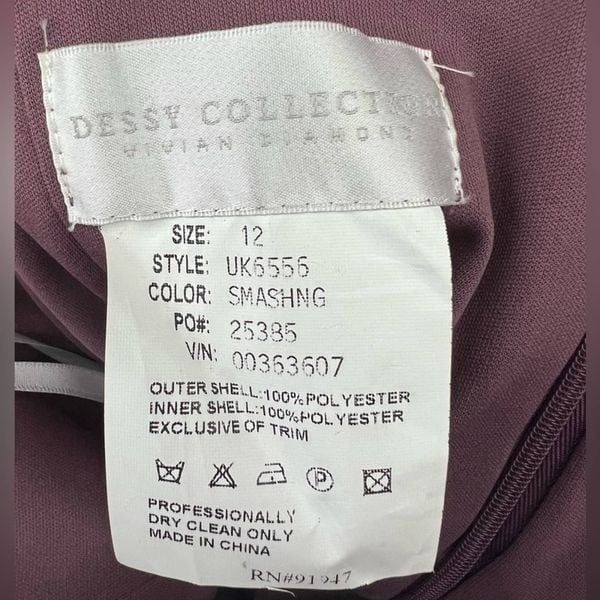 DESSY COLLECTION
VIVIAN DIAMOND
SIZE: 12
STYLE: UK6556
COLOR: SMASHNG
PO#: 25385
V/N: 00363607
OUTER SHELL:100%POLYESTER
INNER SHELL:100%POLYESTER
EXCLUSIVE OF TRIM
P
PROFESSIONALLY
DRY CLEAN ONLY
MADE IN CHINA
RN#91947